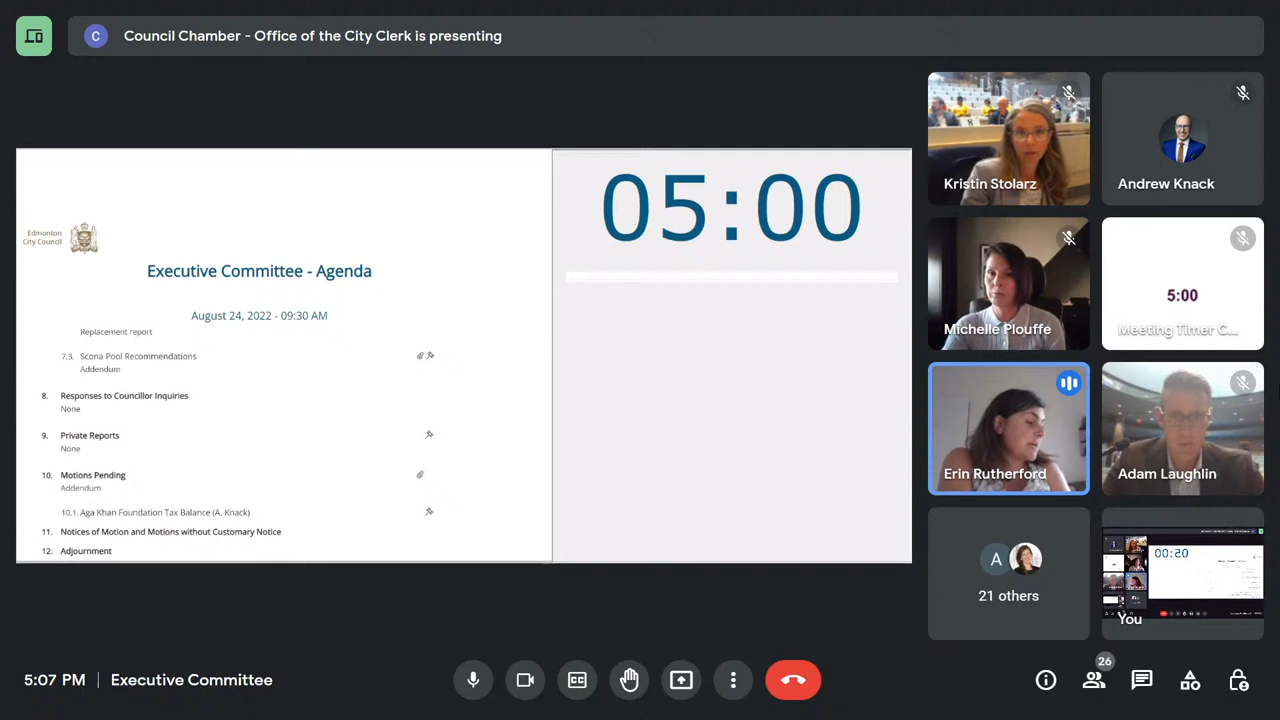 C
Council Chamber - Office of the City Clerk is presenting
Edmonton
City Council
Executive Committee - Agenda
August 24, 2022 - 09:30 AM
Replacement report
7.3. Scona Pool Recommendations
Addendum
8. Responses to Councillor Inquiries
None
9. Private Reports
None
10. Motions Pending
Addendum
10.1. Aga Khan Foundation Tax Balance (A. Knack)
11. Notices of Motion and Motions without Customary Notice
12. Adjournment
05:00
Kristin Stolarz
Andrew Knack
Michelle Plouffe
5:00
Meeting Timer C...
Erin Rutherford
Adam Laughlin
A
21 others
You
5:07 PM | Executive Committee
26